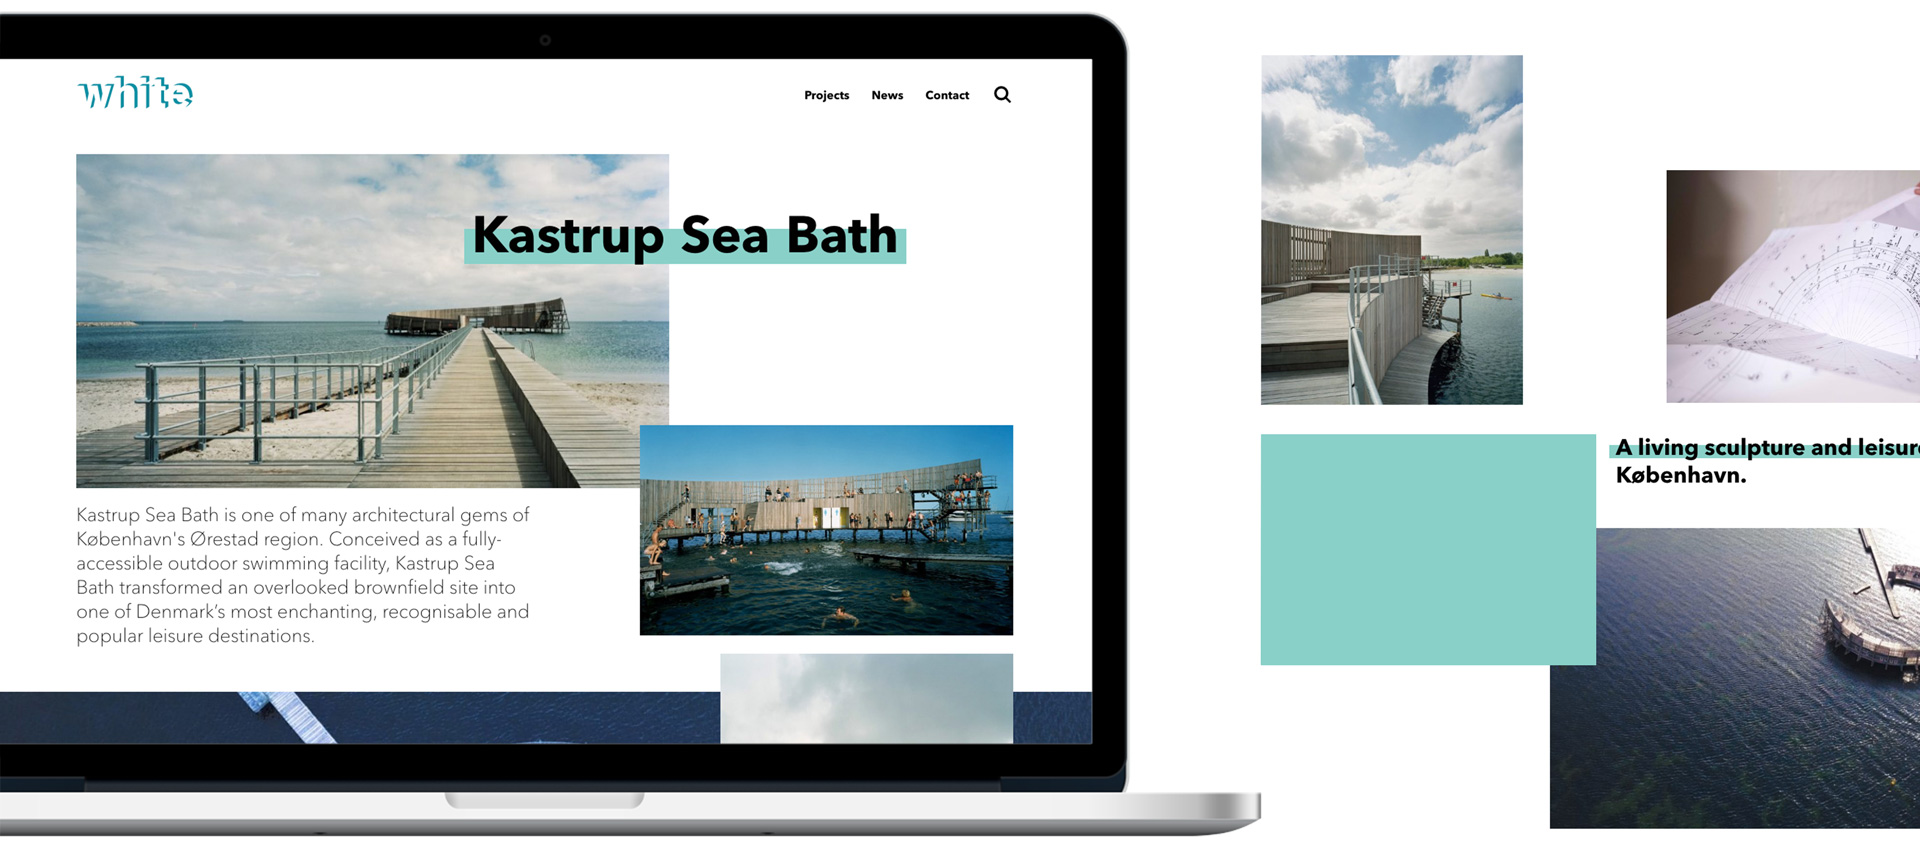 white
Projects News Contact
Kastrup Sea Bath
Kastrup Sea Bath is one of many architectural gems of
København's Ørestad region. Conceived as a fully-
accessible outdoor swimming facility, Kastrup Sea
Bath transformed an overlooked brownfield site into
one of Denmark’s most enchanting, recognisable and
popular leisure destinations.
A living sculpture and
København.